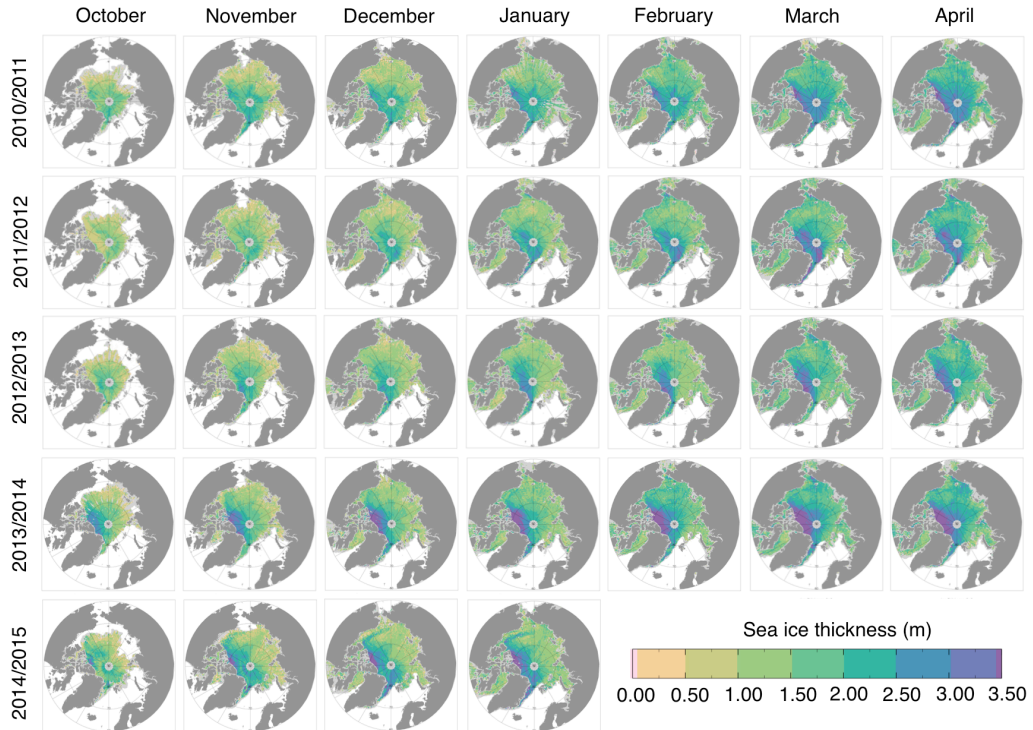 October November December January February March April
2010/2011
2011/2012
2012/2013
2013/2014
2014/2015
Sea ice thickness (m)
0.00 0.50 1.00 1.50 2.00 2.50 3.00 3.50